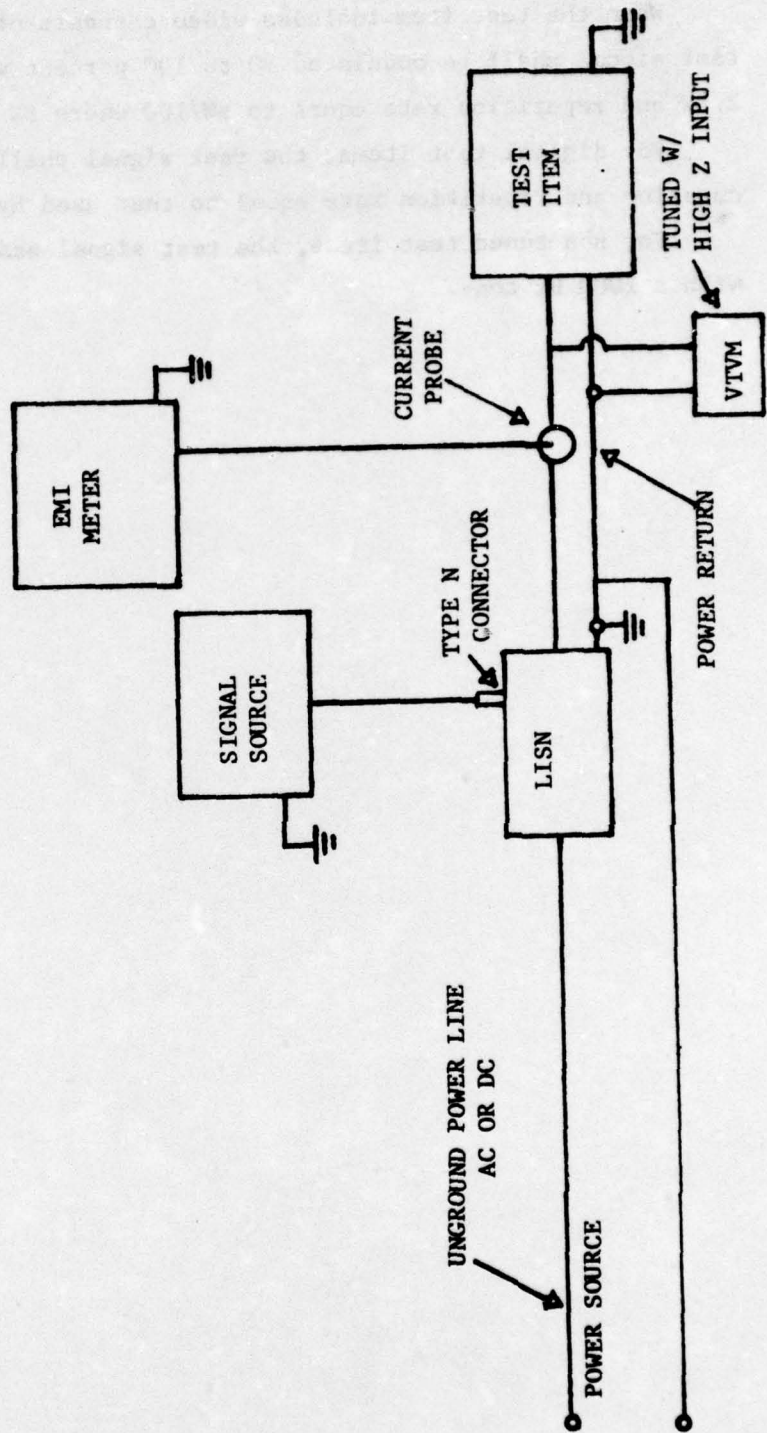 EMI
METER
SIGNAL
SOURCE
TYPE N
CONNECTOR
CURRENT
PROBE
TEST
ITEM
TUNED W/
HIGH Z INPUT
VTVM
LISN
POWER RETURN
UNGROUND POWER LINE
AC OR DC
POWER SOURCE